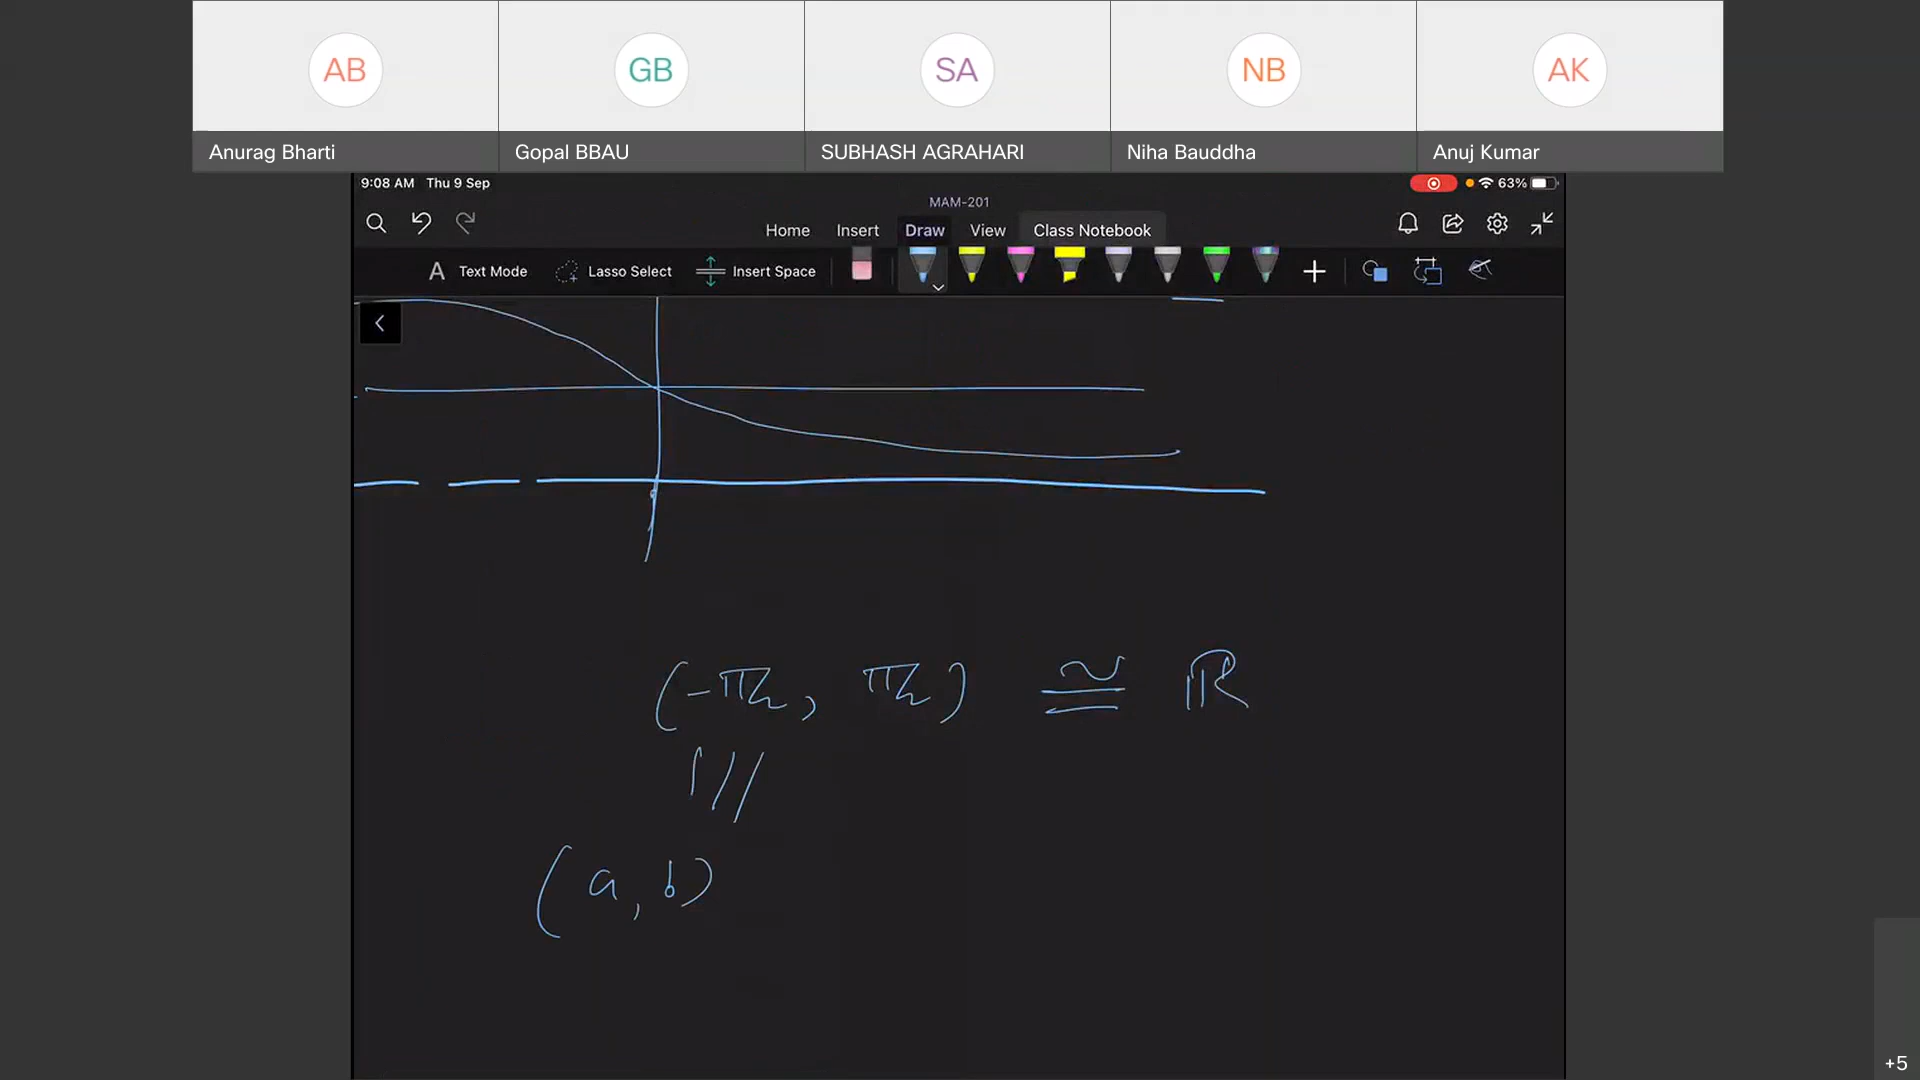 AB GB SA NB AK
Anurag Bharti Gopal BBAU SUBHASH AGRAHARI Niha Bauddha Anuj Kumar
9:08 AM Thu 9 Sep 63%
MAM-201
Home Insert Draw View Class Notebook
A Text Mode Lasso Select Insert Space
(-π/2, π/2) ≅ ℝ
(a, b)
+5